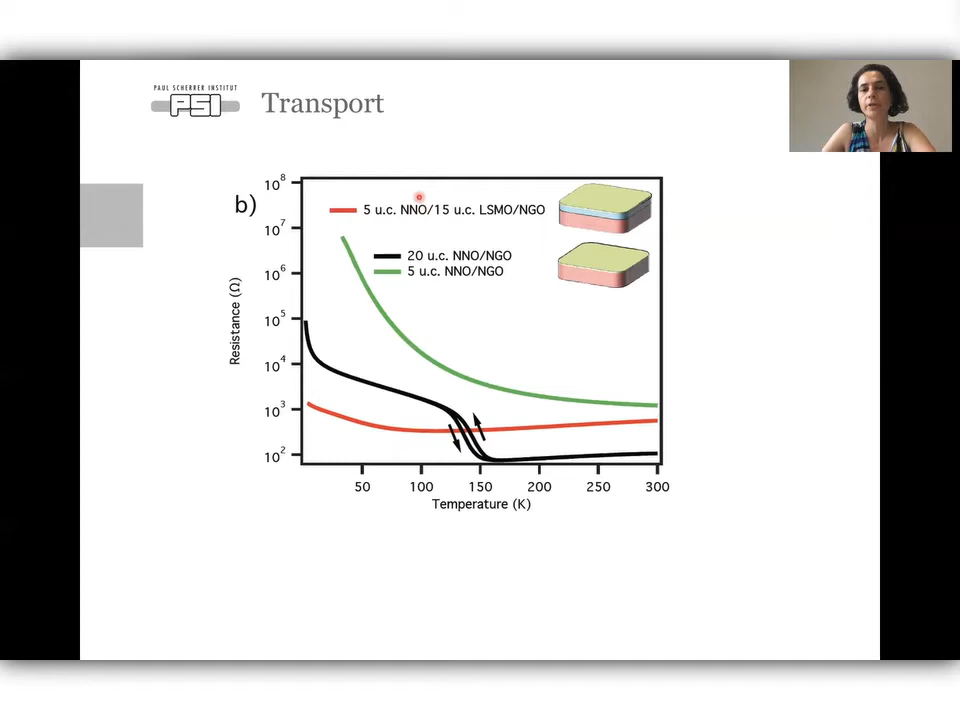 PAUL SCHERRER INSTITUT
PSI
Transport
b)
10⁸
10⁷
10⁶
10⁵
10⁴
10³
10²
Resistance (Ω)
5 u.c. NNO/15 u.c. LSMO/NGO
20 u.c. NNO/NGO
5 u.c. NNO/NGO
50 100 150 200 250 300
Temperature (K)